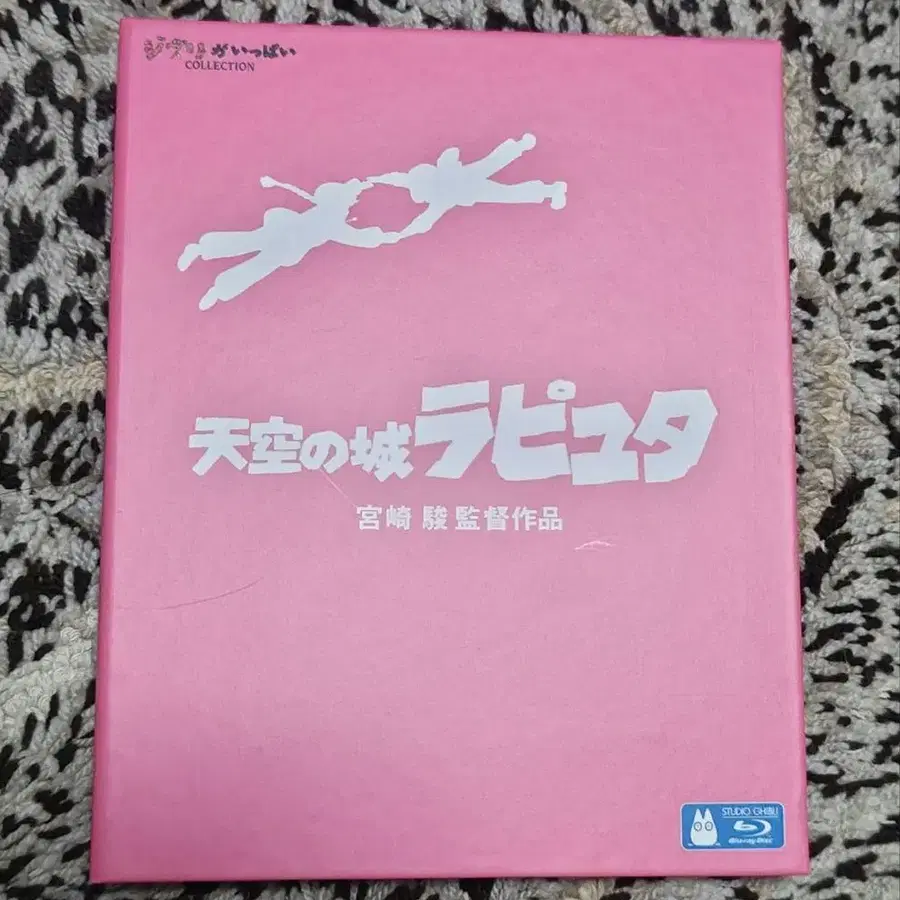 ジブリがいっぱい
COLLECTION
天空の城ラピュタ
宮崎 駿 監督作品
STUDIO GHIBLI
Blu-ray Disc